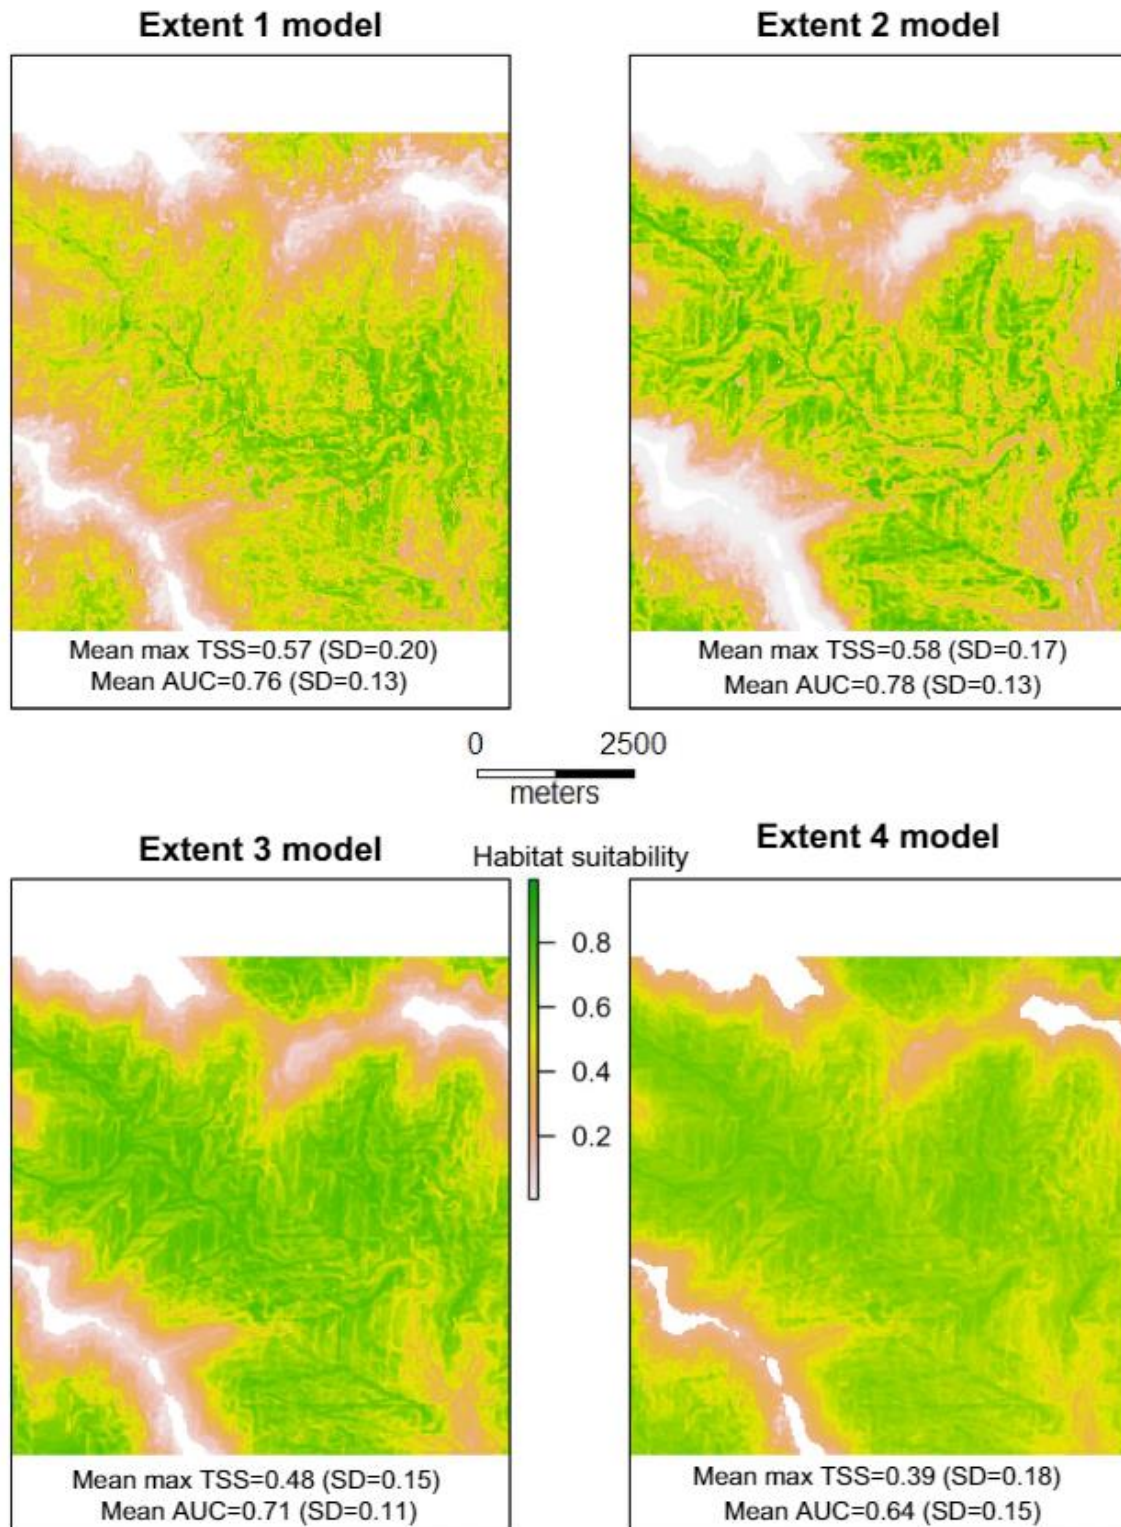 Extent 1 model
Extent 2 model
Mean max TSS=0.57 (SD=0.20)
Mean AUC=0.76 (SD=0.13)
Mean max TSS=0.58 (SD=0.17)
Mean AUC=0.78 (SD=0.13)
0 2500
meters
Extent 3 model
Habitat suitability
Extent 4 model
0.8
0.6
0.4
0.2
Mean max TSS=0.48 (SD=0.15)
Mean AUC=0.71 (SD=0.11)
Mean max TSS=0.39 (SD=0.18)
Mean AUC=0.64 (SD=0.15)